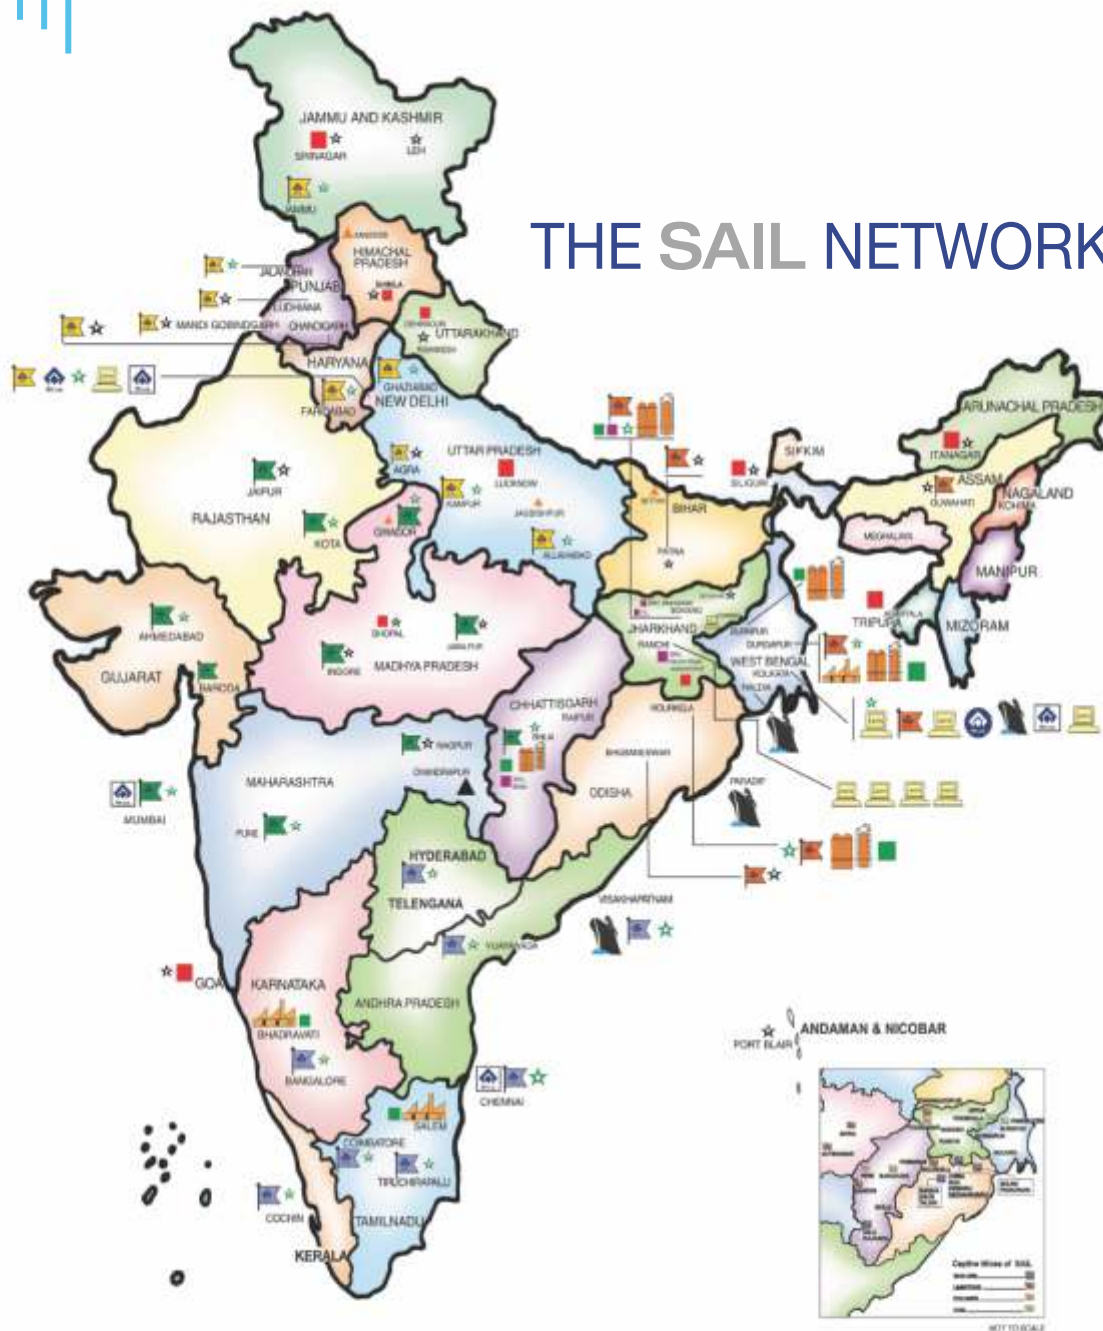 JAMMU AND KASHMIR
SRINAGAR
LEH
JAMMU
THE SAIL NETWORK
HIMACHAL
PRADESH
SHIMLA
JALANDHAR
PUNJAB
LUDHIANA
MANDI GOBINDGARH
CHANDIGARH
UTTARAKHAND
HARYANA
GHAZIABAD
NEW DELHI
FARIDABAD
ARUNACHAL PRADESH
ITANAGAR
UTTAR PRADESH
AGRA
LUCKNOW
KANPUR
JAGDISHPUR
ALLAHABAD
SIKKIM
SILIGURI
ASSAM
GUWAHATI
NAGALAND
KOHIMA
JAIPUR
RAJASTHAN
KOTA
GWALIOR
BIHAR
PATNA
MEGHALAYA
MANIPUR
AHMEDABAD
GUJARAT
BARODA
BHOPAL
JABALPUR
INDORE
MADHYA PRADESH
JHARKHAND
RANCHI
BURNPUR
DURGAPUR
WEST BENGAL
KOLKATA
HALDIA
TRIPURA
MIZORAM
CHHATTISGARH
RAIPUR
ROURKELA
BHUBANESWAR
ODISHA
PARADIP
NAGPUR
CHANDRAPUR
MAHARASHTRA
MUMBAI
PUNE
HYDERABAD
TELENGANA
VISAKHAPATNAM
GOA
KARNATAKA
BHADRAVATI
BANGALORE
ANDHRA PRADESH
ANDAMAN & NICOBAR
PORT BLAIR
CHENNAI
SALEM
COIMBATORE
TIRUCHIRAPALLI
COCHIN
TAMILNADU
KERALA
Captive Mines of SAIL
NOT TO SCALE